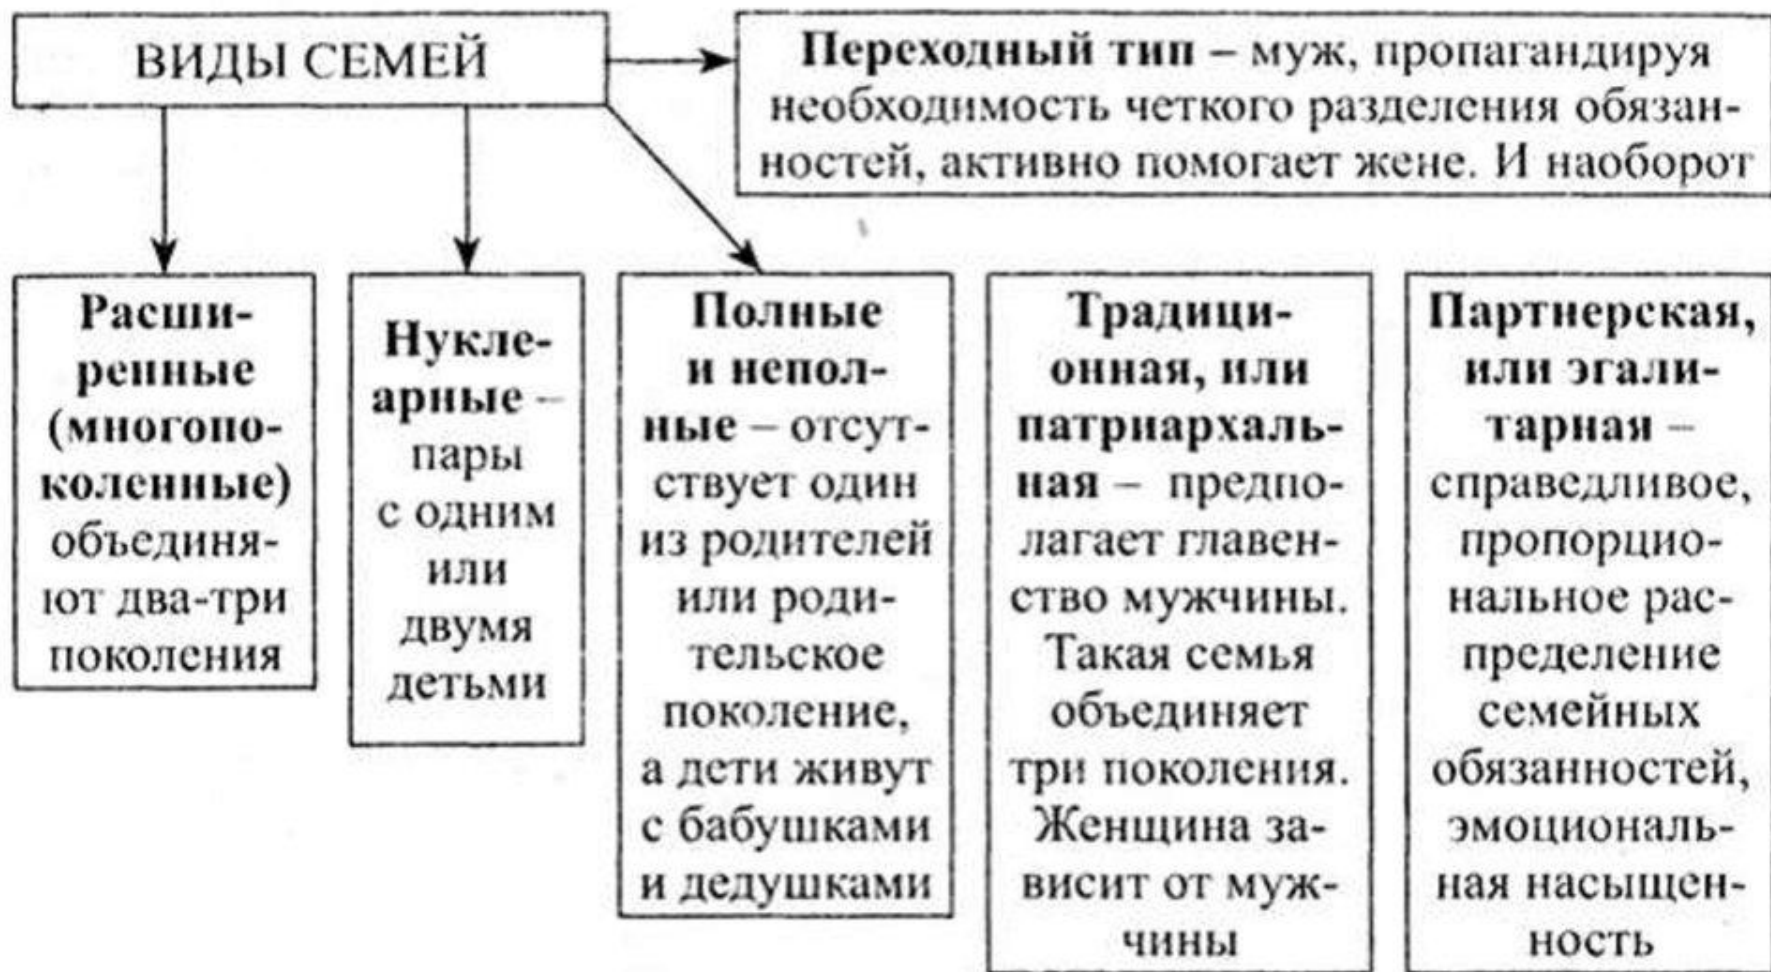 ВИДЫ СЕМЕЙ
Переходный тип – муж, пропагандируя
необходимость четкого разделения обязан-
ностей, активно помогает жене. И наоборот
Расши-
ренные
(многопо-
коленные)
объединя-
ют два-три
поколения
Нукле-
арные –
пары
с одним
или
двумя
детьми
Полные
и непол-
ные – отсут-
ствует один
из родителей
или роди-
тельское
поколение,
а дети живут
с бабушками
и дедушками
Традици-
онная, или
патриархаль-
ная – предпо-
лагает главен-
ство мужчины.
Такая семья
объединяет
три поколения.
Женщина за-
висит от муж-
чины
Партнерская,
или эгали-
тарная –
справедливое,
пропорцио-
нальное рас-
пределение
семейных
обязанностей,
эмоциональ-
ная насыщен-
ность